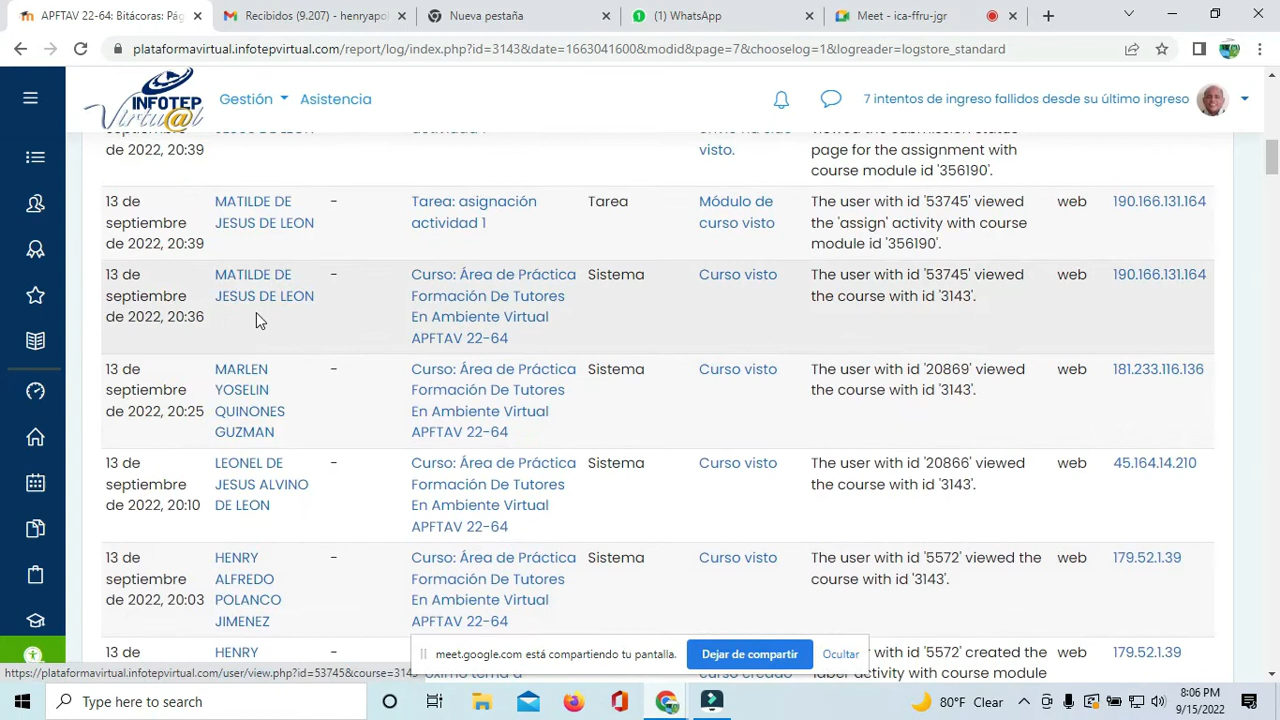 APFTAV 22-64: Bitácoras: Pág
Recibidos (9.207) - henryapol
Nueva pestaña
(1) WhatsApp
Meet - ica-ffru-jgr
plataformavirtual.infotepvirtual.com/report/log/index.php?id=3143&date=1663041600&modid&page=7&chooselog=1&logreader=logstore_standard
INFOTEP
Virtu@l
Gestión
Asistencia
7 intentos de ingreso fallidos desde su último ingreso
septiembre
de 2022, 20:39
JESUS DE LEON
actividad 1
envío ha sido
visto.
viewed the submission status
page for the assignment with
course module id '356190'.
13 de
septiembre
de 2022, 20:39
MATILDE DE
JESUS DE LEON
-
Tarea: asignación
actividad 1
Tarea
Módulo de
curso visto
The user with id '53745' viewed
the 'assign' activity with course
module id '356190'.
web
190.166.131.164
13 de
septiembre
de 2022, 20:36
MATILDE DE
JESUS DE LEON
-
Curso: Área de Práctica
Formación De Tutores
En Ambiente Virtual
APFTAV 22-64
Sistema
Curso visto
The user with id '53745' viewed
the course with id '3143'.
web
190.166.131.164
13 de
septiembre
de 2022, 20:25
MARLEN
YOSELIN
QUINONES
GUZMAN
-
Curso: Área de Práctica
Formación De Tutores
En Ambiente Virtual
APFTAV 22-64
Sistema
Curso visto
The user with id '20869' viewed
the course with id '3143'.
web
181.233.116.136
13 de
septiembre
de 2022, 20:10
LEONEL DE
JESUS ALVINO
DE LEON
-
Curso: Área de Práctica
Formación De Tutores
En Ambiente Virtual
APFTAV 22-64
Sistema
Curso visto
The user with id '20866' viewed
the course with id '3143'.
web
45.164.14.210
13 de
septiembre
de 2022, 20:03
HENRY
ALFREDO
POLANCO
JIMENEZ
-
Curso: Área de Práctica
Formación De Tutores
En Ambiente Virtual
APFTAV 22-64
Sistema
Curso visto
The user with id '5572' viewed the
course with id '3143'.
web
179.52.1.39
13 de
HENRY
The user with id '5572' created the
label activity with course module
web
179.52.1.39
meet.google.com está compartiendo tu pantalla.
Dejar de compartir
Ocultar
https://plataformavirtual.infotepvirtual.com/user/view.php?id=53745&course=3143
Type here to search
80°F Clear
8:06 PM
9/15/2022